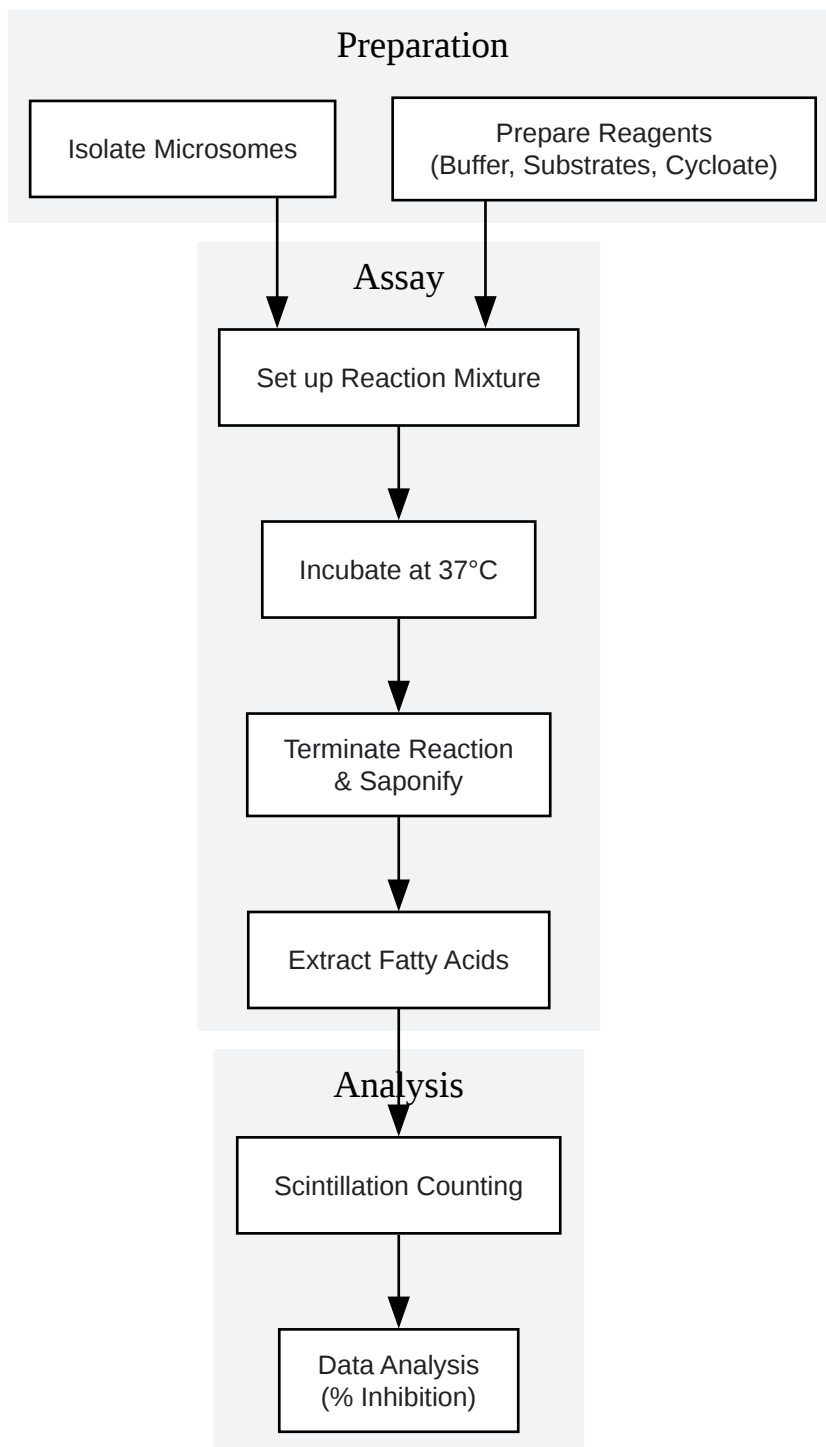 Preparation
Isolate Microsomes
Prepare Reagents
(Buffer, Substrates, Cycloate)
Assay
Set up Reaction Mixture
Incubate at 37°C
Terminate Reaction
& Saponify
Extract Fatty Acids
Analysis
Scintillation Counting
Data Analysis
(% Inhibition)